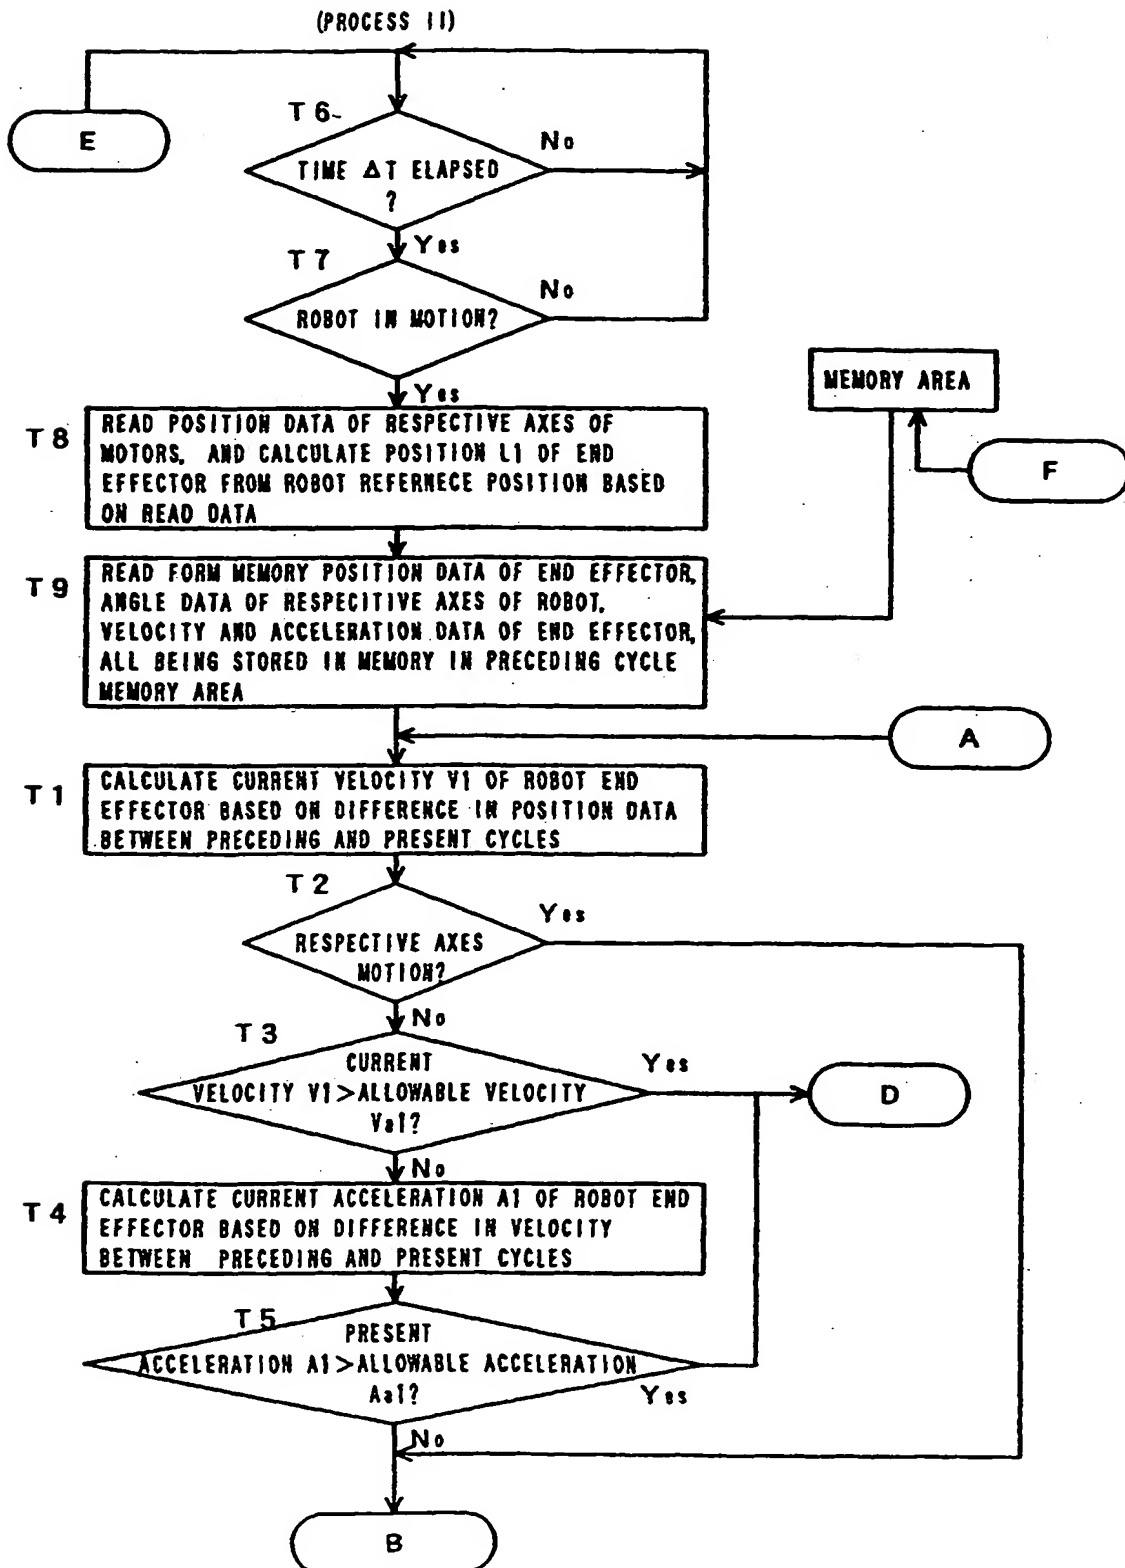 (PROCESS II)
E
T6
No
TIME ΔT ELAPSED
?
Yes
T7
No
ROBOT IN MOTION?
Yes
MEMORY AREA
F
T8
READ POSITION DATA OF RESPECTIVE AXES OF
MOTORS, AND CALCULATE POSITION L1 OF END
EFFECTOR FROM ROBOT REFERNECE POSITION BASED
ON READ DATA
T9
READ FORM MEMORY POSITION DATA OF END EFFECTOR,
ANGLE DATA OF RESPECITIVE AXES OF ROBOT,
VELOCITY AND ACCELERATION DATA OF END EFFECTOR,
ALL BEING STORED IN MEMORY IN PRECEDING CYCLE
MEMORY AREA
A
T1
CALCULATE CURRENT VELOCITY V1 OF ROBOT END
EFFECTOR BASED ON DIFFERENCE IN POSITION DATA
BETWEEN PRECEDING AND PRESENT CYCLES
T2
Yes
RESPECTIVE AXES
MOTION?
No
T3
CURRENT
VELOCITY V1>ALLOWABLE VELOCITY
Va1?
Yes
D
No
T4
CALCULATE CURRENT ACCELERATION A1 OF ROBOT END
EFFECTOR BASED ON DIFFERENCE IN VELOCITY
BETWEEN PRECEDING AND PRESENT CYCLES
T5
PRESENT
ACCELERATION A1>ALLOWABLE ACCELERATION
Aa1?
Yes
No
B